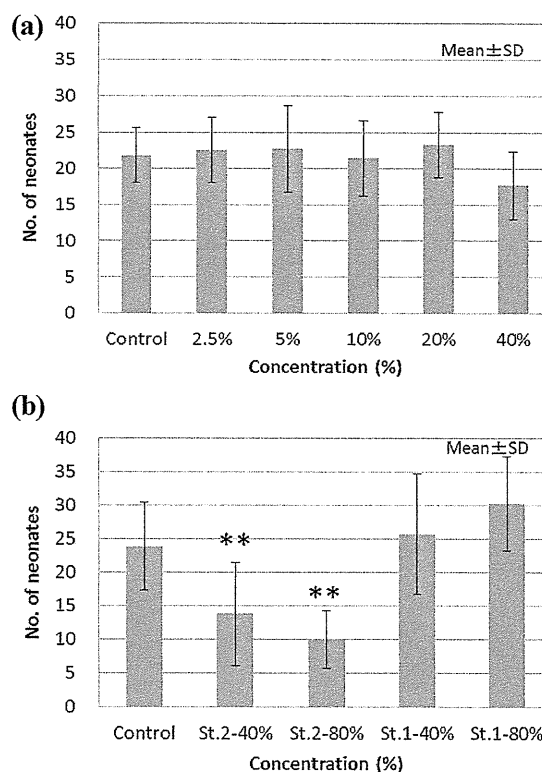 (a)
40
Mean±SD
35
30
25
20
15
10
5
0
No. of neonates
Control 2.5% 5% 10% 20% 40%
Concentration (%)
(b)
40
Mean±SD
35
30
25
20
15
10
5
0
No. of neonates
**
**
Control St.2-40% St.2-80% St.1-40% St.1-80%
Concentration (%)